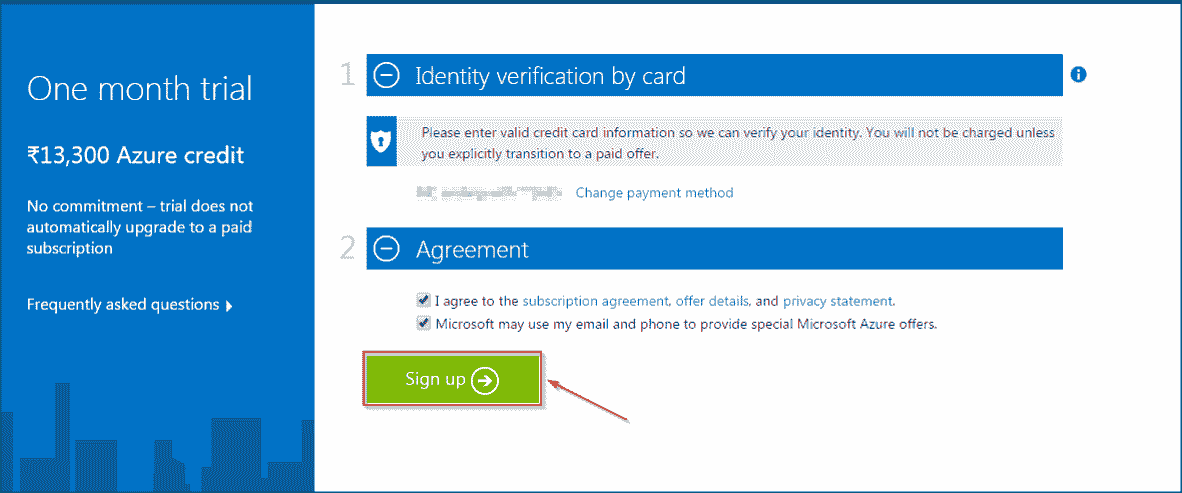 One month trial
₹13,300 Azure credit
No commitment – trial does not
automatically upgrade to a paid
subscription
Frequently asked questions
1 Identity verification by card
Please enter valid credit card information so we can verify your identity. You will not be charged unless
you explicitly transition to a paid offer.
Change payment method
2 Agreement
I agree to the subscription agreement, offer details, and privacy statement.
Microsoft may use my email and phone to provide special Microsoft Azure offers.
Sign up